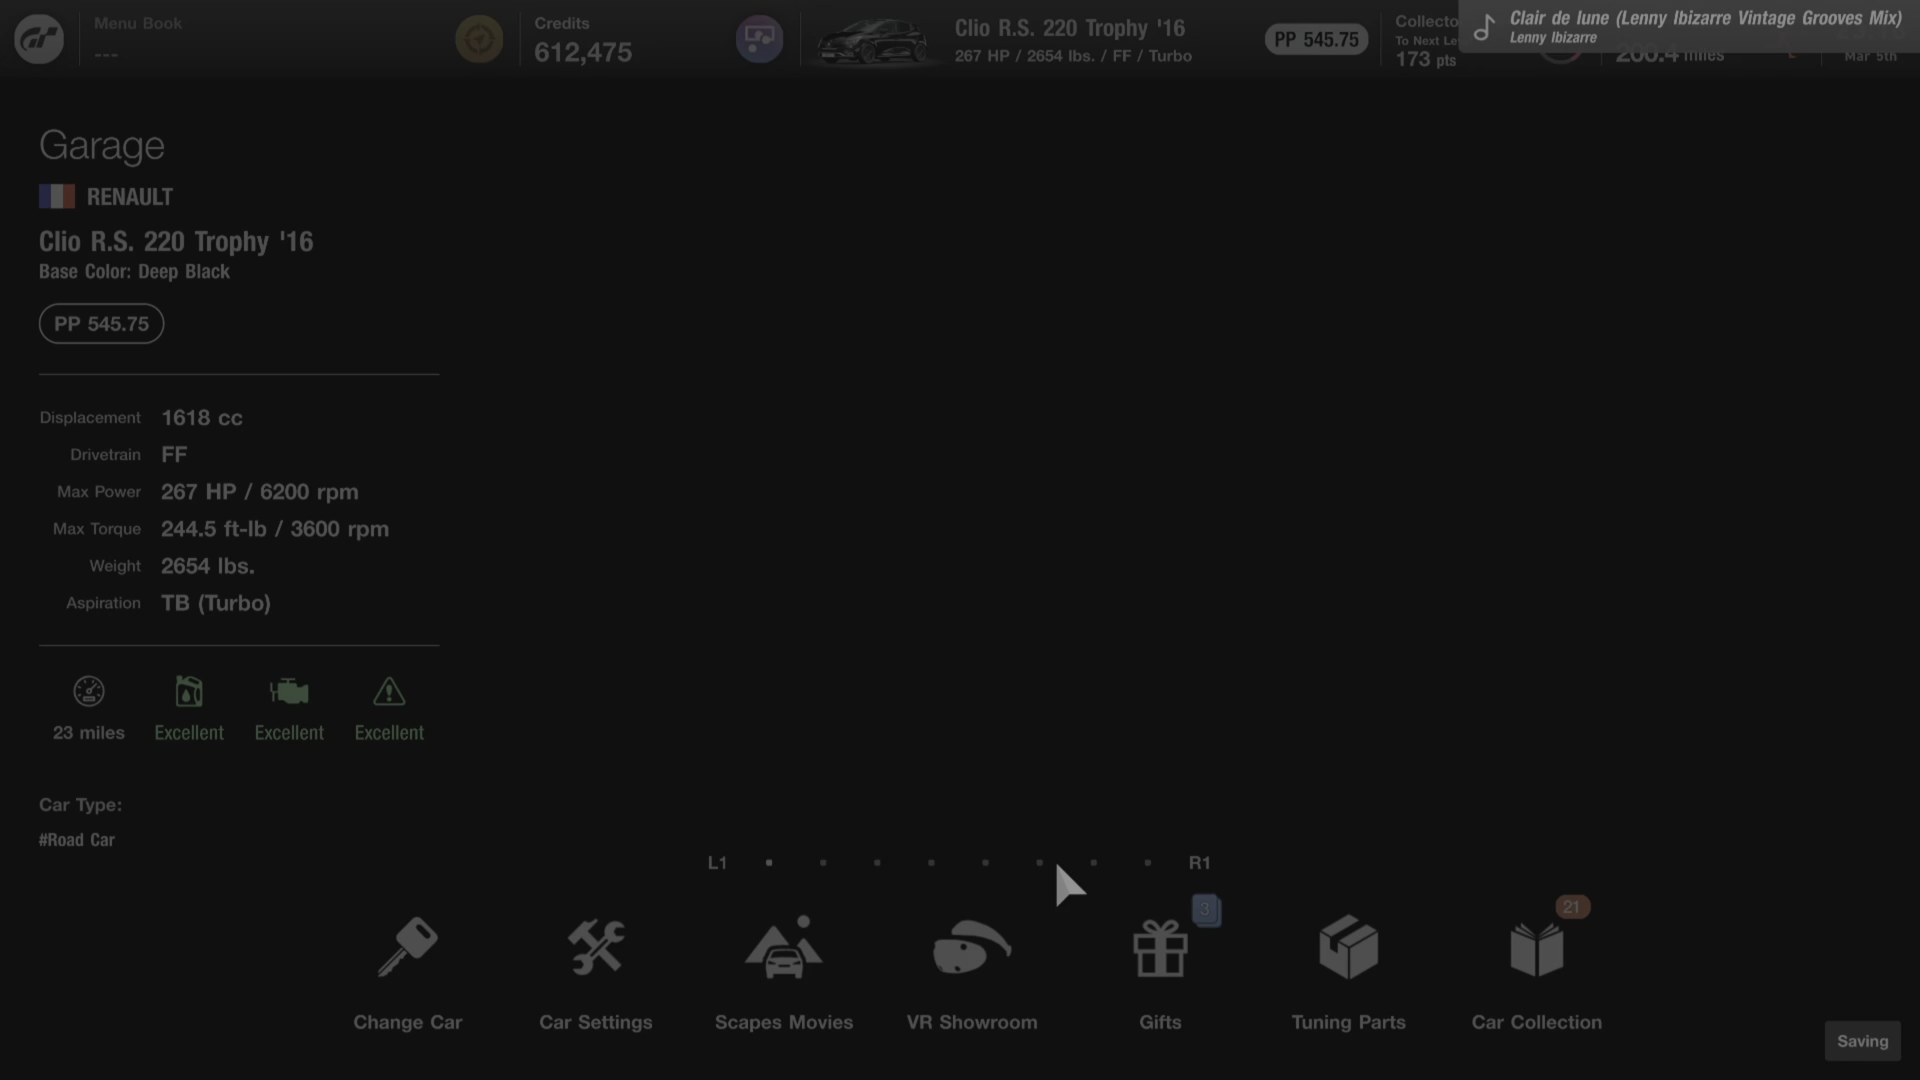 Menu Book
---
Credits
612,475
Clio R.S. 220 Trophy '16
267 HP / 2654 lbs. / FF / Turbo
PP 545.75
To Next
173 pts
Clair de lune (Lenny Ibizarre Vintage Grooves Mix)
Lenny Ibizarre
200.4 miles
Mar 5th
Garage
RENAULT
Clio R.S. 220 Trophy '16
Base Color: Deep Black
PP 545.75
Displacement 1618 cc
Drivetrain FF
Max Power 267 HP / 6200 rpm
Max Torque 244.5 ft-lb / 3600 rpm
Weight 2654 lbs.
Aspiration TB (Turbo)
23 miles
Excellent
Excellent
Excellent
Car Type:
#Road Car
L1
R1
3
21
Change Car
Car Settings
Scapes Movies
VR Showroom
Gifts
Tuning Parts
Car Collection
Saving